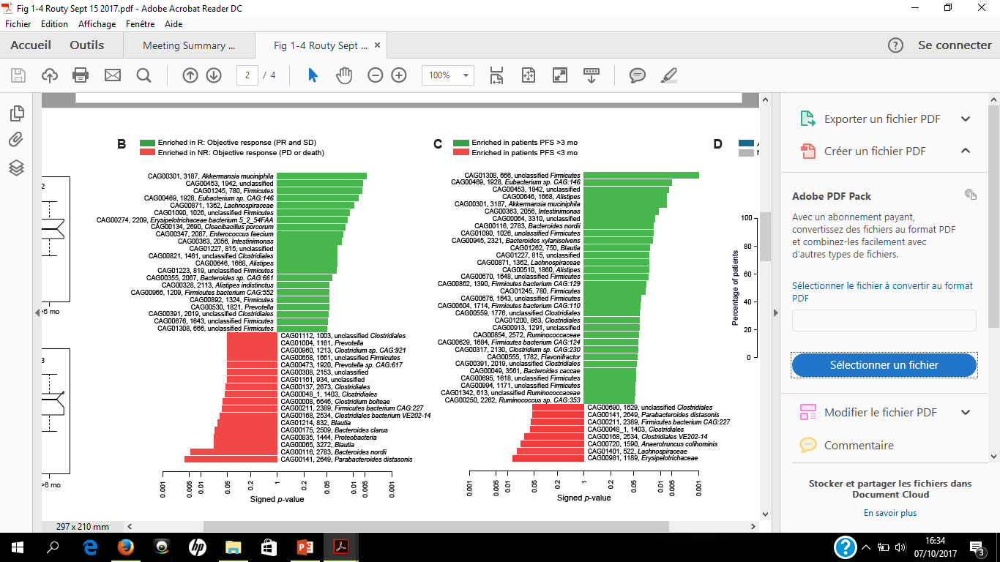 Fig 1-4 Routy Sept 15 2017.pdf - Adobe Acrobat Reader DC
Fichier Edition Affichage Fenêtre Aide
Accueil Outils Meeting Summary ... Fig 1-4 Routy Sept ... × ? Se connecter
2 / 4 100%
B
Enriched in R: Objective response (PR and SD)
Enriched in NR: Objective response (PD or death)
CAG00301, 3187, Akkermansia muciniphila
CAG00453, 1942, unclassified
CAG01245, 780, Firmicutes
CAG00469, 1928, Eubacterium sp. CAG:146
CAG00871, 1362, Lachnospiraceae
CAG01090, 1026, unclassified Firmicutes
CAG00274, 2209, Erysipelotrichaceae bacterium 5_2_54FAA
CAG00134, 2690, Cloacibacillus porcorum
CAG00347, 2087, Enterococcus faecium
CAG00363, 2056, Intestinimonas
CAG01227, 815, unclassified
CAG00821, 1461, unclassified Clostridiales
CAG00646, 1668, Alistipes
CAG01223, 819, unclassified Firmicutes
CAG00355, 2067, Bacteroides sp. CAG:661
CAG00328, 2113, Alistipes indistinctus
CAG00966, 1209, Firmicutes bacterium CAG:552
CAG00892, 1324, Firmicutes
CAG00530, 1821, Prevotella
CAG00391, 2019, unclassified Clostridiales
CAG00676, 1643, unclassified Firmicutes
CAG01308, 666, unclassified Firmicutes
CAG01112, 1003, unclassified Clostridiales
CAG01004, 1161, Prevotella
CAG00960, 1213, Clostridium sp. CAG:921
CAG00658, 1661, unclassified Firmicutes
CAG00473, 1920, Prevotella sp. CAG:617
CAG00308, 2153, unclassified
CAG01161, 934, unclassified
CAG00137, 2673, Clostridiales
CAG00048_1, 1403, Clostridiales
CAG00008, 6646, Clostridium bolteae
CAG00211, 2389, Firmicutes bacterium CAG:227
CAG00168, 2534, Clostridiales bacterium VE202-14
CAG01214, 832, Blautia
CAG00175, 2509, Bacteroides clarus
CAG00835, 1444, Proteobacteria
CAG00065, 3272, Blautia
CAG00116, 2783, Bacteroides nordii
CAG00141, 2649, Parabacteroides distasonis
0.001 0.005 0.01 0.05 0.2 1 0.2 0.05 0.01 0.005 0.001
Signed p-value
C
Enriched in patients PFS >3 mo
Enriched in patients PFS <3 mo
CAG01308, 666, unclassified Firmicutes
CAG00469, 1928, Eubacterium sp. CAG:146
CAG00453, 1942, unclassified
CAG00646, 1668, Alistipes
CAG00301, 3187, Akkermansia muciniphila
CAG00363, 2056, Intestinimonas
CAG00064, 3310, unclassified
CAG00116, 2783, Bacteroides nordii
CAG01090, 1026, unclassified Firmicutes
CAG00945, 2321, Bacteroides xylanisolvens
CAG01262, 750, Blautia
CAG01227, 815, unclassified
CAG00871, 1362, Lachnospiraceae
CAG00510, 1860, Alistipes
CAG00670, 1648, unclassified Firmicutes
CAG00862, 1390, Firmicutes bacterium CAG:129
CAG01245, 780, Firmicutes
CAG00676, 1643, unclassified Firmicutes
CAG00604, 1714, Firmicutes bacterium CAG:110
CAG00559, 1776, unclassified Clostridiales
CAG01200, 863, Clostridiales
CAG00913, 1291, unclassified
CAG00854, 2572, Ruminococcaceae
CAG00629, 1684, Firmicutes bacterium CAG:124
CAG00317, 2130, Clostridium sp. CAG:230
CAG00555, 1782, Flavonifractor
CAG00391, 2019, unclassified Clostridiales
CAG00049, 3561, Bacteroides caccae
CAG00695, 1618, unclassified Firmicutes
CAG00994, 1171, unclassified Firmicutes
CAG01342, 613, unclassified Ruminococcaceae
CAG00250, 2262, Ruminococcus sp. CAG:353
CAG00690, 1629, unclassified Clostridiales
CAG00141, 2649, Parabacteroides distasonis
CAG00211, 2389, Firmicutes bacterium CAG:227
CAG00048_1, 1403, Clostridiales
CAG00168, 2534, Clostridiales VE202-14
CAG00720, 1590, Anaerotruncus colihominis
CAG01401, 522, Lachnospiraceae
CAG00981, 1189, Erysipelotrichaceae
0.001 0.005 0.01 0.05 0.2 1 0.2 0.05 0.01 0.005 0.001
Signed p-value
D
Percentage of patients
100
80
60
40
20
0
>6 mo
>6 mo
297 x 210 mm
Exporter un fichier PDF
Créer un fichier PDF
Adobe PDF Pack
Avec un abonnement payant,
convertissez des fichiers au format PDF
et combinez-les facilement avec
d'autres types de fichiers.
Sélectionner le fichier à convertir au format
PDF
Sélectionner un fichier
Modifier le fichier PDF
Commentaire
Stocker et partager les fichiers dans
Document Cloud
En savoir plus
hp
16:34
07/10/2017
3